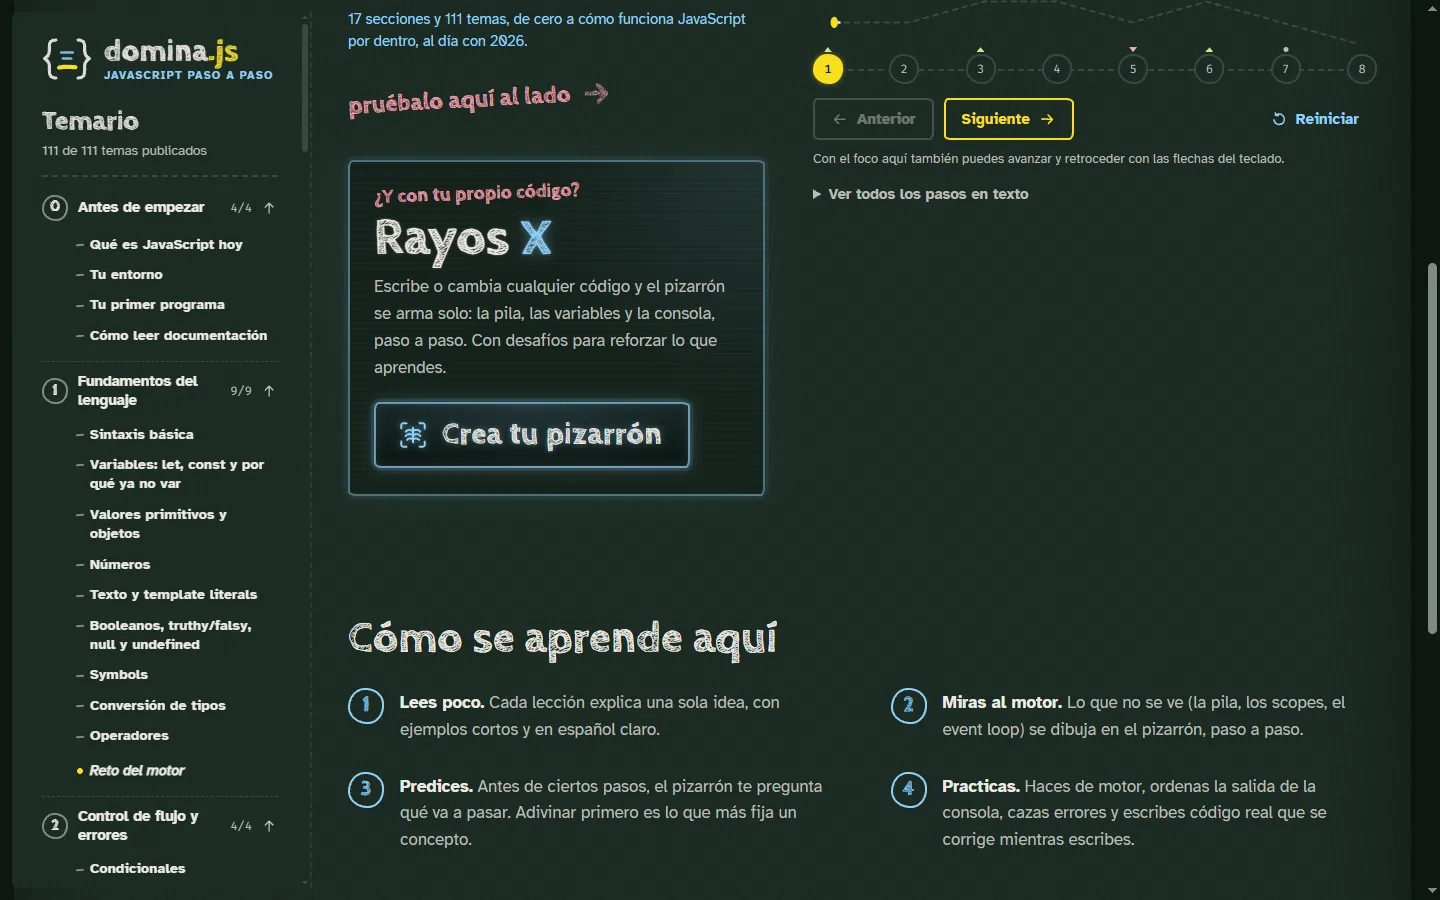 domina.js
JAVASCRIPT PASO A PASO
Temario
111 de 111 temas publicados
0 Antes de empezar 4/4 ↑
– Qué es JavaScript hoy
– Tu entorno
– Tu primer programa
– Cómo leer documentación
1 Fundamentos del
lenguaje 9/9 ↑
– Sintaxis básica
– Variables: let, const y por
qué ya no var
– Valores primitivos y
objetos
– Números
– Texto y template literals
– Booleanos, truthy/falsy,
null y undefined
– Symbols
– Conversión de tipos
– Operadores
Reto del motor
2 Control de flujo y
errores 4/4 ↑
– Condicionales
17 secciones y 111 temas, de cero a cómo funciona JavaScript
por dentro, al día con 2026.
pruébalo aquí al lado →
¿Y con tu propio código?
Rayos X
Escribe o cambia cualquier código y el pizarrón
se arma solo: la pila, las variables y la consola,
paso a paso. Con desafíos para reforzar lo que
aprendes.
Crea tu pizarrón
1 2 3 4 5 6 7 8
← Anterior Siguiente → Reiniciar
Con el foco aquí también puedes avanzar y retroceder con las flechas del teclado.
▶ Ver todos los pasos en texto
Cómo se aprende aquí
1 Lees poco. Cada lección explica una sola idea, con
ejemplos cortos y en español claro.
2 Miras al motor. Lo que no se ve (la pila, los scopes, el
event loop) se dibuja en el pizarrón, paso a paso.
3 Predices. Antes de ciertos pasos, el pizarrón te pregunta
qué va a pasar. Adivinar primero es lo que más fija un
concepto.
4 Practicas. Haces de motor, ordenas la salida de la
consola, cazas errores y escribes código real que se
corrige mientras escribes.